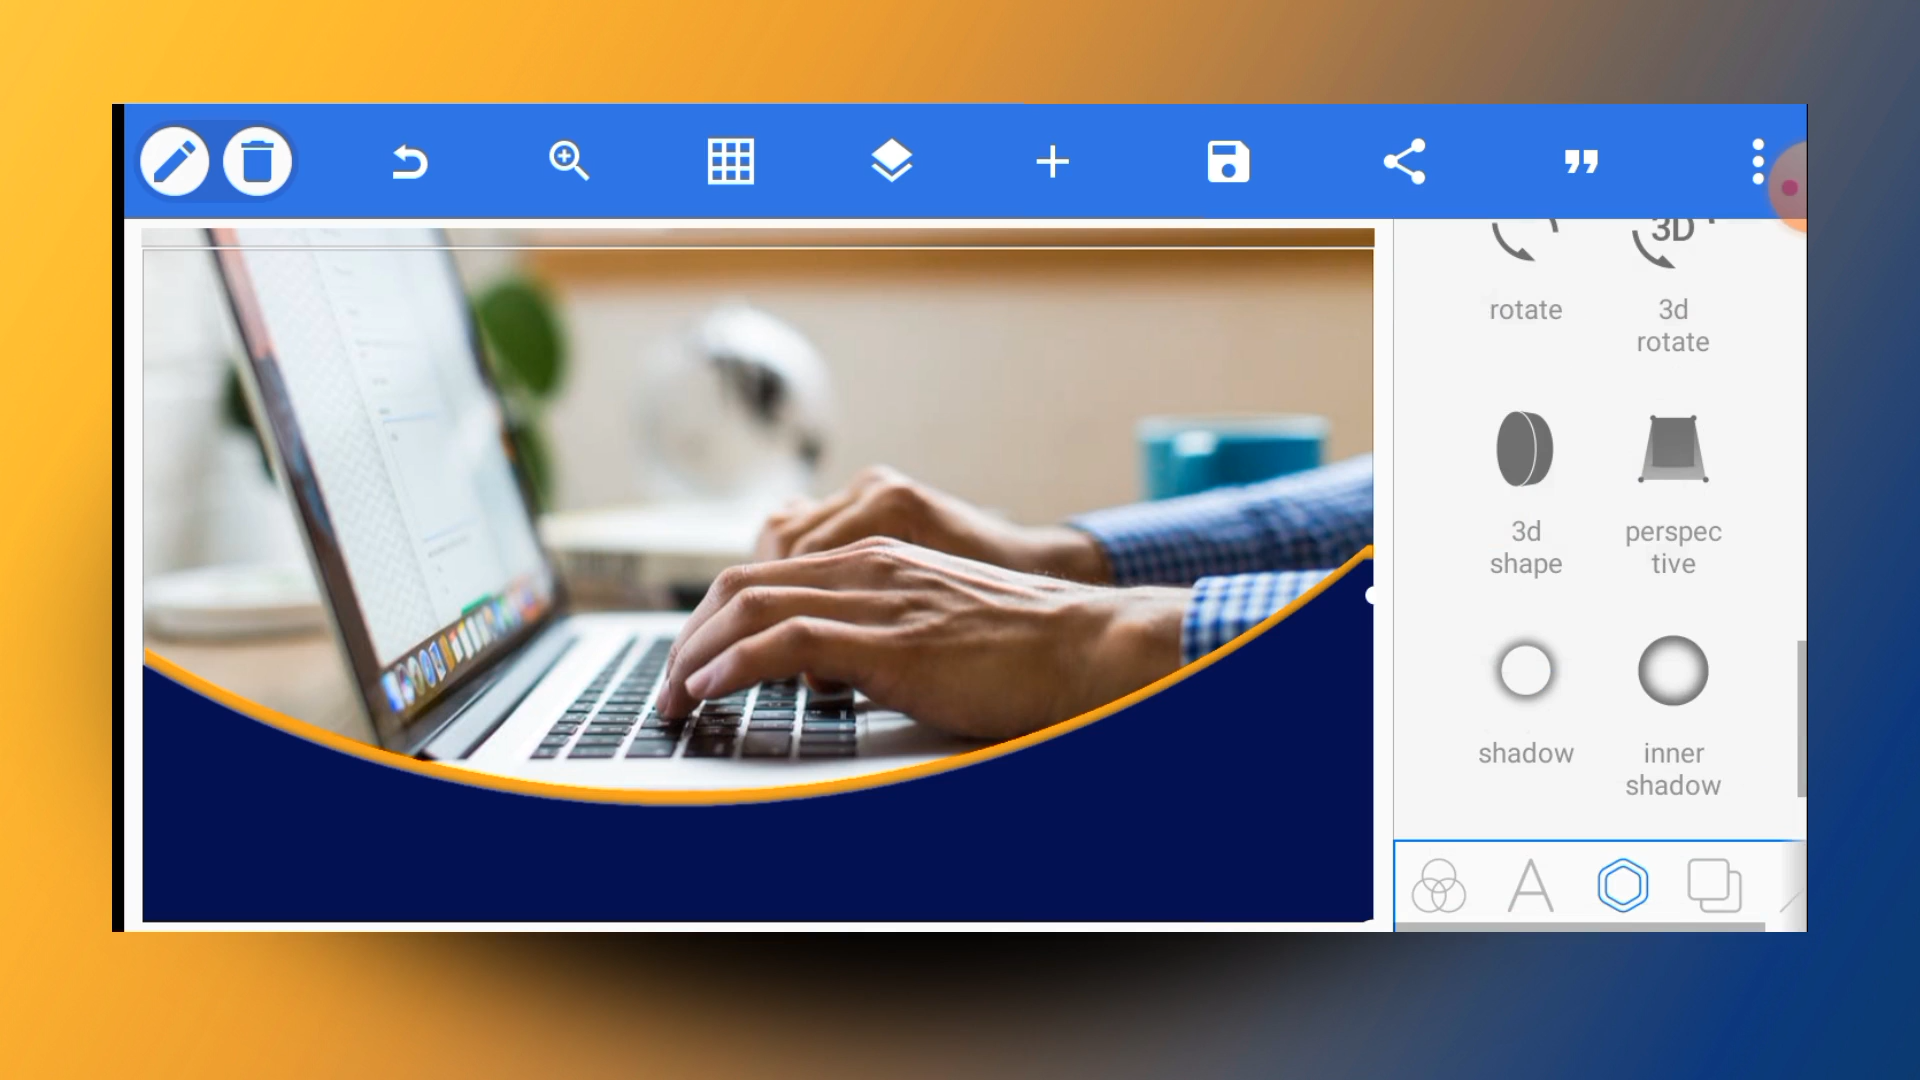 3D
rotate
3d
rotate
3d
shape
perspec
tive
shadow
inner
shadow